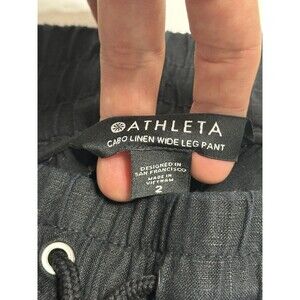 ATHLETA
CABO LINEN WIDE LEG PANT
DESIGNED IN
SAN FRANCISCO
MADE IN
VIETNAM
2